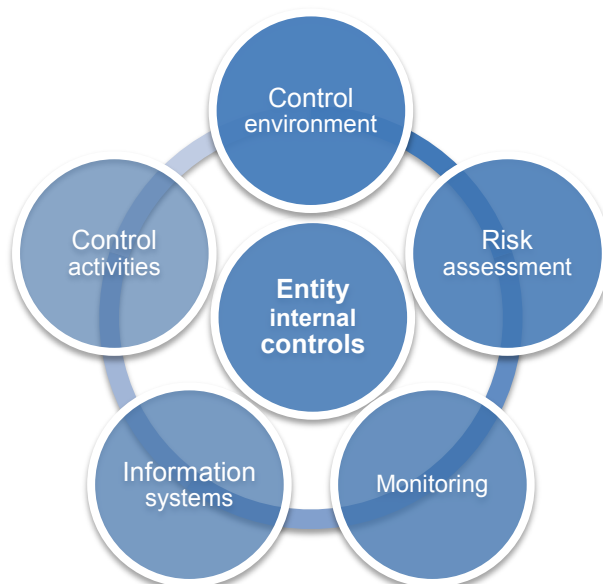 Control
environment
Risk
assessment
Monitoring
Information
systems
Control
activities
Entity
internal
controls